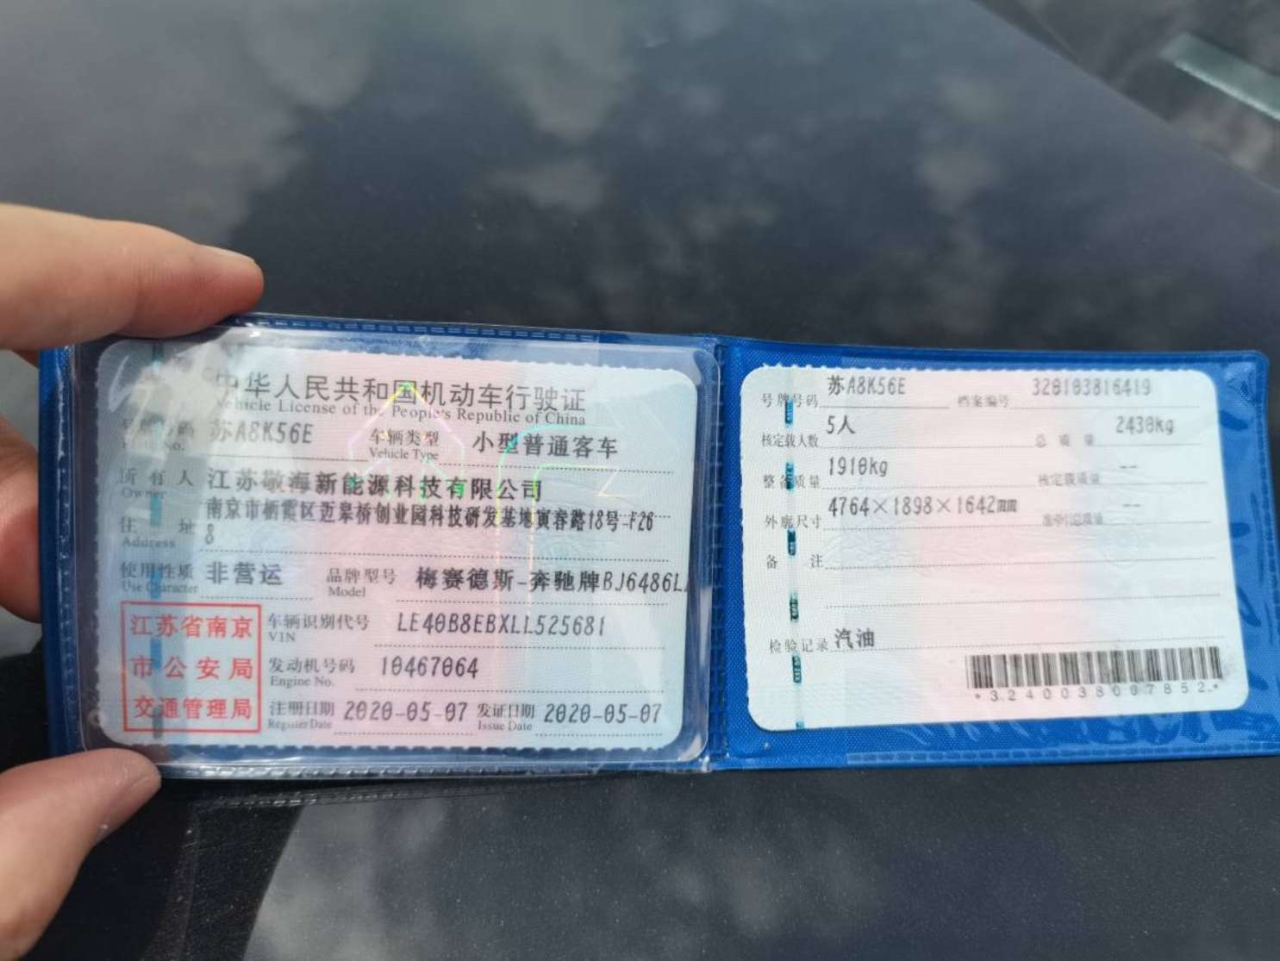 中华人民共和国机动车行驶证
Vehicle License of the People's Republic of China
号牌号码 苏A8K56E 车辆类型 小型普通客车
Plate No. Vehicle Type
所有人 江苏敬海新能源科技有限公司
Owner
住址 南京市栖霞区迈皋桥创业园科技研发基地寅春路18号-F26
8
Address
使用性质 非营运 品牌型号 梅赛德斯-奔驰牌BJ6486L
Use Character Model
江苏省南京
市公安局
交通管理局
车辆识别代号 LE40B8EBXLL525681
VIN
发动机号码 10467064
Engine No.
注册日期 2020-05-07 发证日期 2020-05-07
Register Date Issue Date
号牌号码 苏A8K56E 档案编号 320103816419
核定载人数 5人 总质量 2430kg
整备质量 1910kg 核定载质量 --
外廓尺寸 4764×1898×1642 --
备注
检验记录 汽油
*3240038007852*